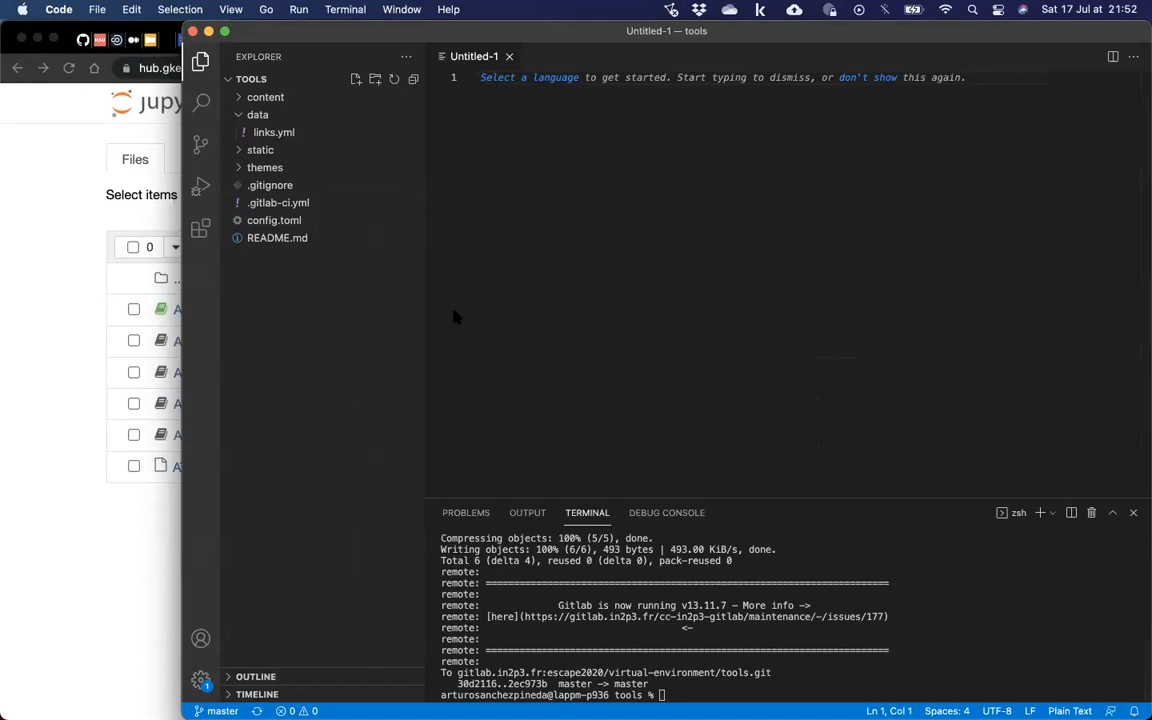 Code File Edit Selection View Go Run Terminal Window Help Sat 17 Jul at 21:52
Untitled-1 — tools
hub.gke
jupy
Files
Select items
0
..
A
A
A
A
A
A
EXPLORER
TOOLS
content
data
links.yml
static
themes
.gitignore
.gitlab-ci.yml
config.toml
README.md
OUTLINE
TIMELINE
Untitled-1
1 Select a language to get started. Start typing to dismiss, or don't show this again.
PROBLEMS OUTPUT TERMINAL DEBUG CONSOLE zsh
Compressing objects: 100% (5/5), done.
Writing objects: 100% (6/6), 493 bytes | 493.00 KiB/s, done.
Total 6 (delta 4), reused 0 (delta 0), pack-reused 0
remote:
remote: ================================================================
remote:
remote: Gitlab is now running v13.11.7 - More info ->
remote: [here](https://gitlab.in2p3.fr/cc-in2p3-gitlab/maintenance/-/issues/177)
remote: <-
remote:
remote: ================================================================
remote:
To gitlab.in2p3.fr:escape2020/virtual-environment/tools.git
30d2116..2ec973b master -> master
arturosanchezpineda@lappm-p936 tools %
1
master 0 0 Ln 1, Col 1 Spaces: 4 UTF-8 LF Plain Text